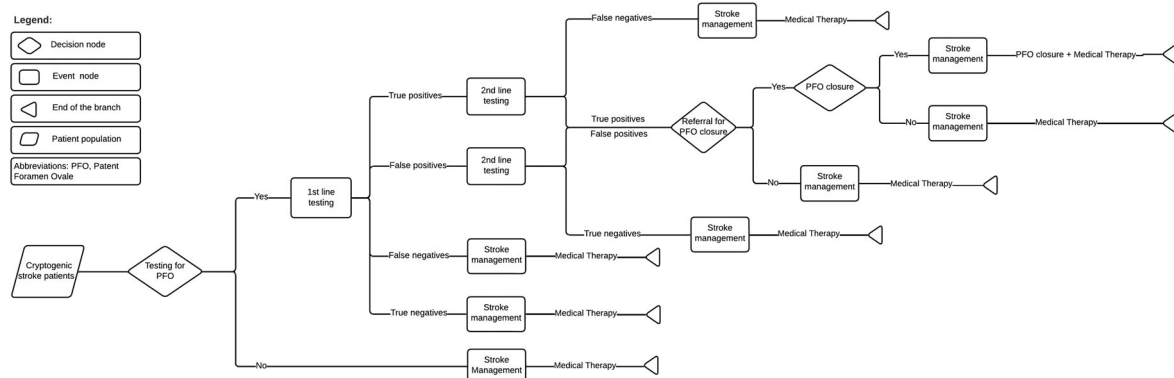 Legend:
Decision node
Event node
End of the branch
Patient population
Abbreviations: PFO, Patent
Foramen Ovale
Cryptogenic
stroke patients
Testing for
PFO
Yes
No
1st line
testing
True positives
False positives
False negatives
True negatives
2nd line
testing
2nd line
testing
Stroke
management
Medical Therapy
Stroke
management
Medical Therapy
Stroke
Management
Medical Therapy
False negatives
Stroke
management
Medical Therapy
True positives
False positives
Referral for
PFO closure
Yes
PFO closure
Yes
Stroke
management
PFO closure + Medical Therapy
No
Stroke
management
Medical Therapy
No
Stroke
management
Medical Therapy
True negatives
Stroke
management
Medical Therapy